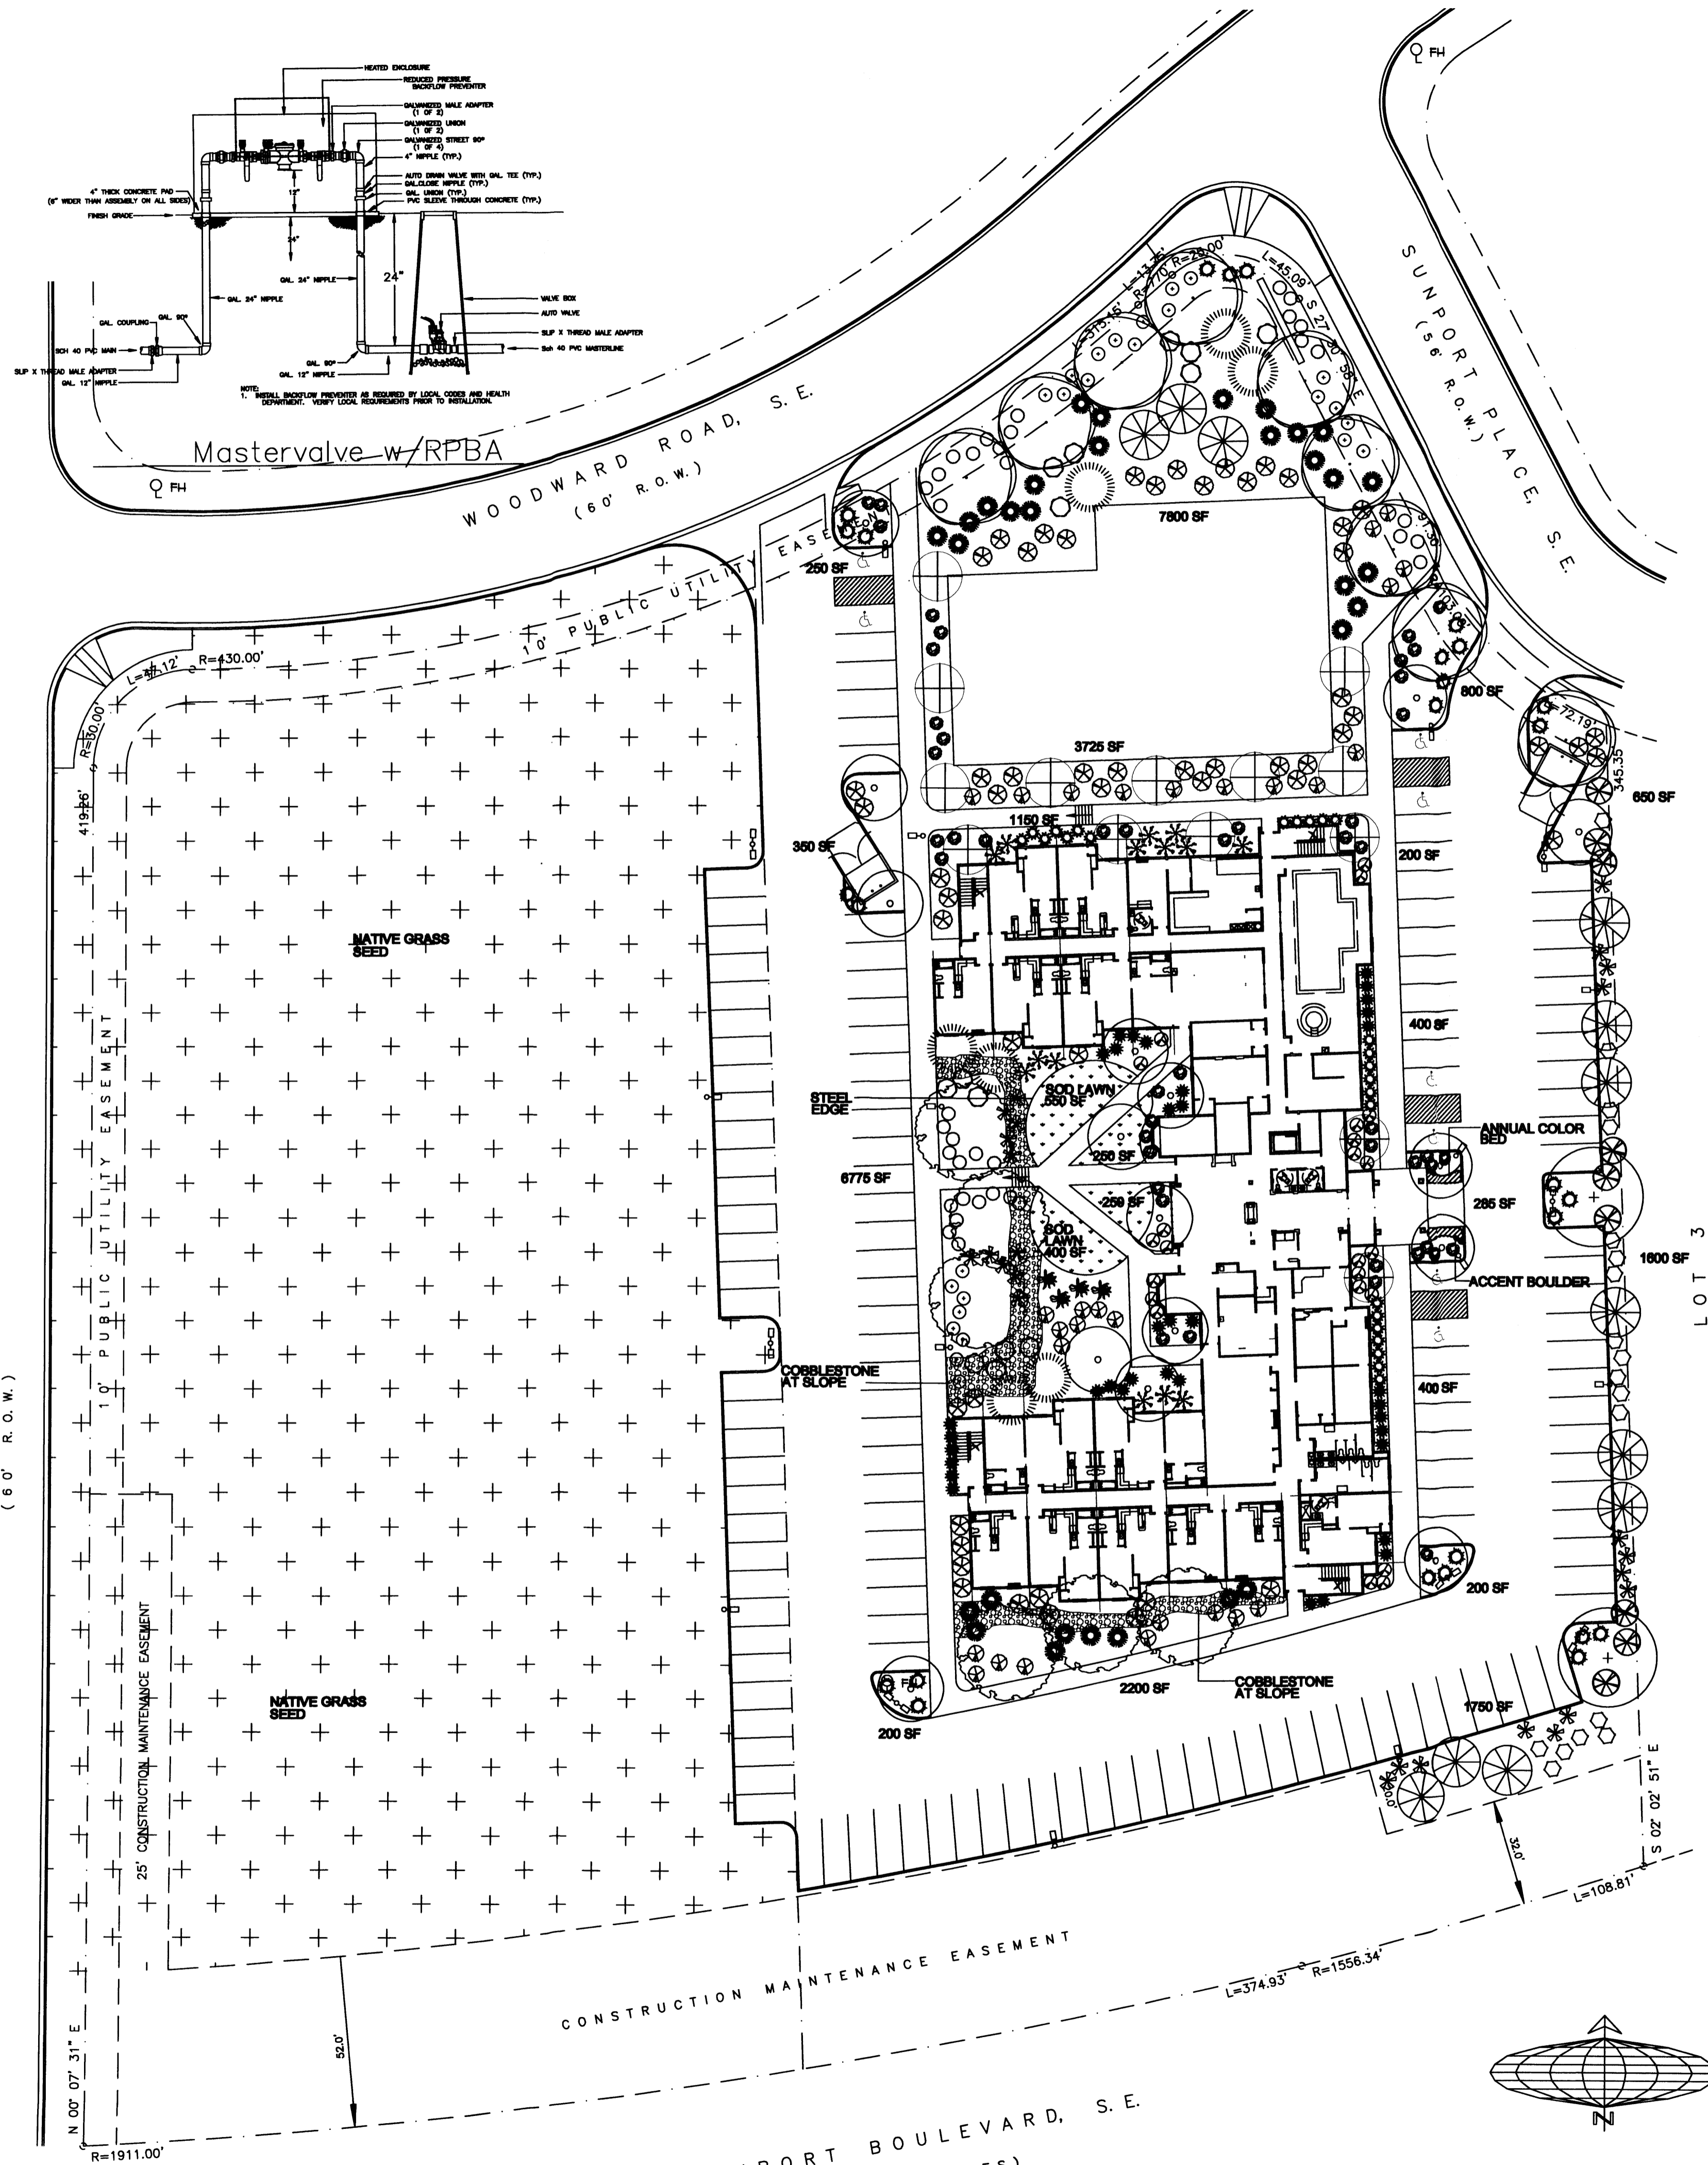 HEATED ENCLOSURE
REDUCED PRESSURE
BACKFLOW PREVENTER
GALVANIZED MALE ADAPTER
(1 OF 2)
GALVANIZED UNION
(1 OF 2)
GALVANIZED STREET 90°
(1 OF 4)
4" NIPPLE (TYP.)
AUTO DRAIN VALVE WITH GAL. TEE (TYP.)
GAL.CLOSE NIPPLE (TYP.)
GAL. UNION (TYP.)
PVC SLEEVE THROUGH CONCRETE (TYP.)
4" THICK CONCRETE PAD
(6" WIDER THAN ASSEMBLY ON ALL SIDES)
FINISH GRADE
12"
24"
24"
GAL. 24" NIPPLE
GAL. 24" NIPPLE
VALVE BOX
AUTO VALVE
GAL. 90°
GAL. COUPLING
SLIP X THREAD MALE ADAPTER
SCH 40 PVC MAIN
Sch 40 PVC MASTERLINE
SLIP X THREAD MALE ADAPTER
GAL. 90°
GAL. 12" NIPPLE
GAL. 12" NIPPLE
NOTE:
1. INSTALL BACKFLOW PREVENTER AS REQUIRED BY LOCAL CODES AND HEALTH
DEPARTMENT. VERIFY LOCAL REQUIREMENTS PRIOR TO INSTALLATION.
Mastervalve w/RPBA
FH
FH
WOODWARD ROAD, S.E.
(60' R.O.W.)
SUNPORT PLACE, S.E.
(56' R.O.W.)
R=20.00'
L=45.09'
7800 SF
250 SF
10' PUBLIC UTILITY EASEMEN
L=47.12'
R=430.00'
R=30.00'
419.26'
800 SF
72.19'
345.35
3725 SF
650 SF
1150 SF
350 SF
200 SF
NATIVE GRASS
SEED
400 SF
STEEL
EDGE
SOD LAWN
550 SF
250 SF
ANNUAL COLOR
BED
6775 SF
250 SF
285 SF
SOD
LAWN
400 SF
1600 SF
LOT 3
ACCENT BOULDER
10' PUBLIC UTILITY EASEMENT
COBBLESTONE
AT SLOPE
400 SF
(60' R.O.W.)
200 SF
25' CONSTRUCTION MAINTENANCE EASEMENT
NATIVE GRASS
SEED
FH
200 SF
2200 SF
COBBLESTONE
AT SLOPE
1750 SF
32.0'
S 02° 02' 51" E
L=108.81'
CONSTRUCTION MAINTENANCE EASEMENT
L=374.93'
R=1556.34'
52.0'
N 00° 07' 31" E
R=1911.00'
PORT BOULEVARD, S.E.
N